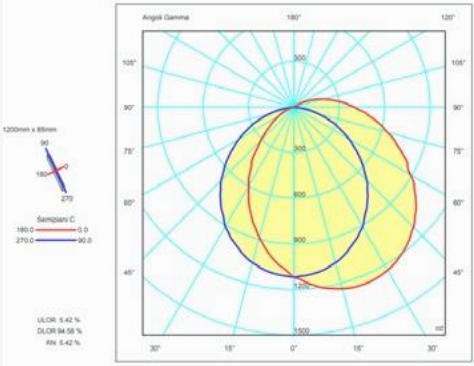 Angoli Gamma 180° 120°
300
105° 105°
90° 90°
1200mm x 85mm
90
300
180 0
75° 75°
270
600
60° 60°
Semipiani C
180.0 0.0
270.0 90.0
900
45° 45°
1200
ULOR: 5.42 %
DLOR 94.58 %
RN: 5.42 %
1500
cd
30° 15° 0° 15° 30°